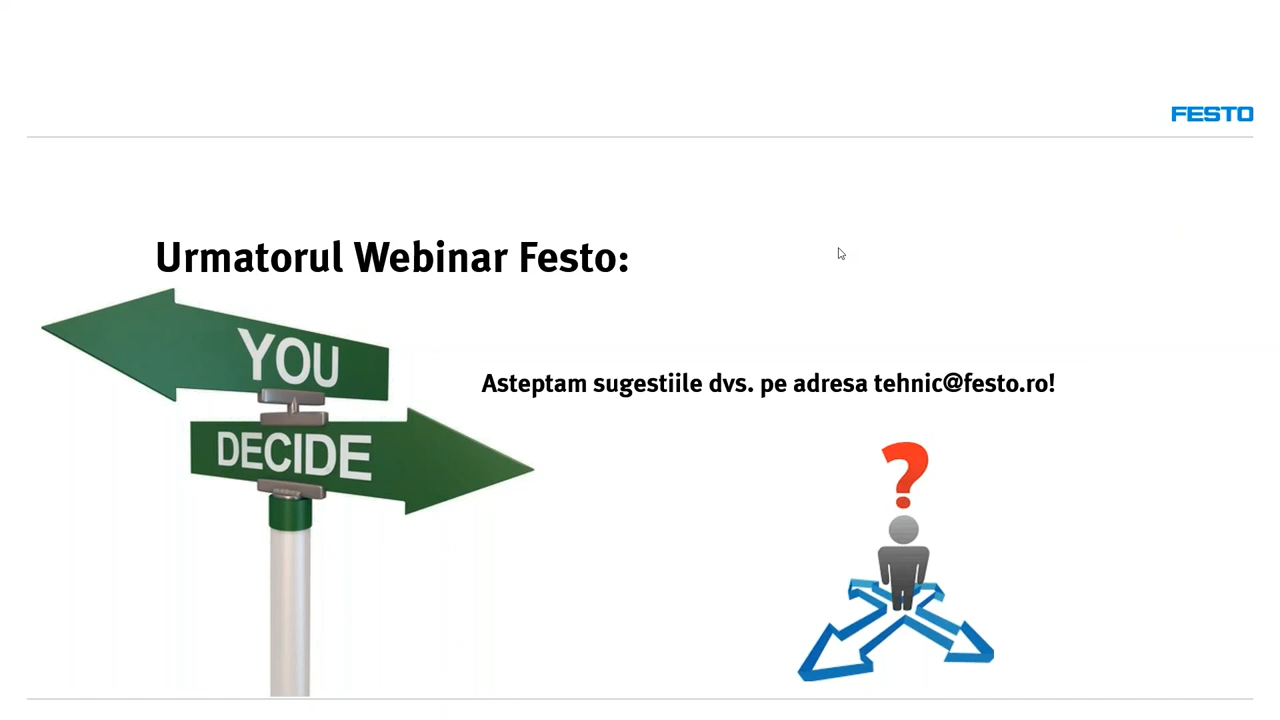 FESTO
Urmatorul Webinar Festo:
YOU
DECIDE
Asteptam sugestiile dvs. pe adresa tehnic@festo.ro!
?